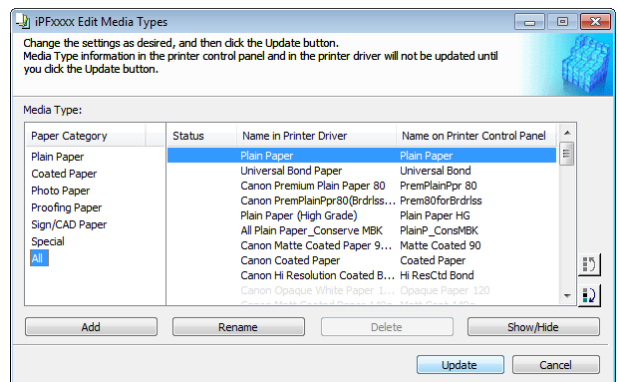 iPFxxxx Edit Media Types
Change the settings as desired, and then click the Update button.
Media Type information in the printer control panel and in the printer driver will not be updated until
you click the Update button.
Media Type:
Paper Category Status Name in Printer Driver Name on Printer Control Panel
Plain Paper Plain Paper Plain Paper
Coated Paper Universal Bond Paper Universal Bond
Photo Paper Canon Premium Plain Paper 80 PremPlainPpr 80
Proofing Paper Canon PremPlainPpr80(Brdrlss... Prem80forBrdrlss
Sign/CAD Paper Plain Paper (High Grade) Plain Paper HG
Special All Plain Paper_Conserve MBK PlainP_ConsMBK
All Canon Matte Coated Paper 9... Matte Coated 90
Canon Coated Paper Coated Paper
Canon Hi Resolution Coated B... Hi ResCtd Bond
Canon Opaque White Paper 1... Opaque Paper 120
Add Rename Delete Show/Hide
Update Cancel